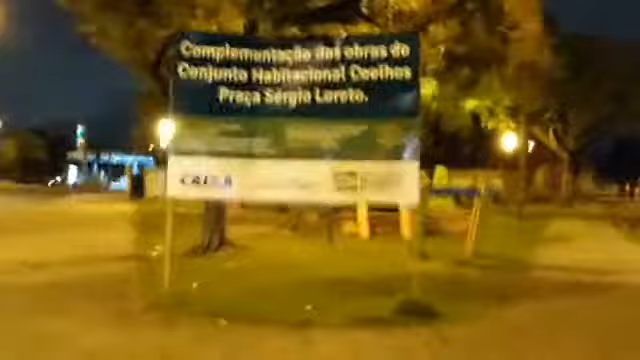 Complementação das obras do
Conjunto Habitacional Coelhos
Praça Sérgio Loreto.
CAIXA